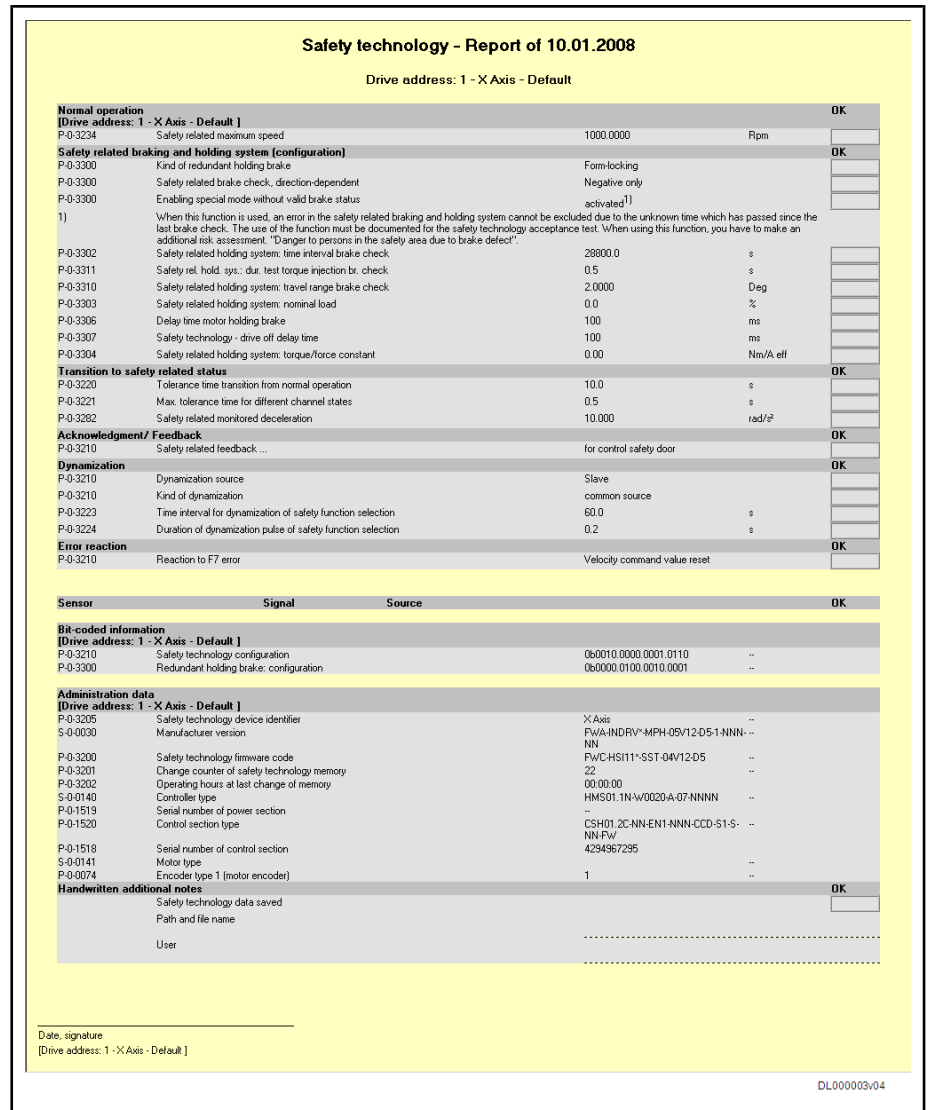 Safety technology - Report of 10.01.2008
Drive address: 1 - X Axis - Default
Normal operation OK
[Drive address: 1 - X Axis - Default ]
P-0-3234 Safety related maximum speed 1000.0000 Rpm
Safety related braking and holding system (configuration) OK
P-0-3300 Kind of redundant holding brake Form-locking
P-0-3300 Safety related brake check, direction-dependent Negative only
P-0-3300 Enabling special mode without valid brake status activated1)
1) When this function is used, an error in the safety related braking and holding system cannot be excluded due to the unknown time which has passed since the
last brake check. The use of the function must be documented for the safety technology acceptance test. When using this function, you have to make an
additional risk assessment. "Danger to persons in the safety area due to brake defect".
P-0-3302 Safety related holding system: time interval brake check 28800.0 s
P-0-3311 Safety rel. hold. sys.: dur. test torque injection br. check 0.5 s
P-0-3310 Safety related holding system: travel range brake check 2.0000 Deg
P-0-3303 Safety related holding system: nominal load 0.0 %
P-0-3306 Delay time motor holding brake 100 ms
P-0-3307 Safety technology - drive off delay time 100 ms
P-0-3304 Safety related holding system: torque/force constant 0.00 Nm/A eff
Transition to safety related status OK
P-0-3220 Tolerance time transition from normal operation 10.0 s
P-0-3221 Max. tolerance time for different channel states 0.5 s
P-0-3282 Safety related monitored deceleration 10.000 rad/s²
Acknowledgment/ Feedback OK
P-0-3210 Safety related feedback ... for control safety door
Dynamization OK
P-0-3210 Dynamization source Slave
P-0-3210 Kind of dynamization common source
P-0-3223 Time interval for dynamization of safety function selection 60.0 s
P-0-3224 Duration of dynamization pulse of safety function selection 0.2 s
Error reaction OK
P-0-3210 Reaction to F7 error Velocity command value reset
Sensor Signal Source OK
Bit-coded information
[Drive address: 1 - X Axis - Default ]
P-0-3210 Safety technology configuration 0b0010.0000.0001.0110 --
P-0-3300 Redundant holding brake: configuration 0b0000.0100.0010.0001 --
Administration data
[Drive address: 1 - X Axis - Default ]
P-0-3205 Safety technology device identifier X Axis --
S-0-0030 Manufacturer version FWA-INDRV*-MPH-05V12-D5-1-NNN- --
NN
P-0-3200 Safety technology firmware code FWC-HSI11*-SST-04V12-D5 --
P-0-3201 Change counter of safety technology memory 22 --
P-0-3202 Operating hours at last change of memory 00:00:00
S-0-0140 Controller type HMS01.1N-W0020-A-07-NNNN --
P-0-1519 Serial number of power section --
P-0-1520 Control section type CSH01.2C-NN-EN1-NNN-CCD-S1-S- --
NN-FW
P-0-1518 Serial number of control section 4294967295
S-0-0141 Motor type --
P-0-0074 Encoder type 1 (motor encoder) 1 --
Handwritten additional notes OK
Safety technology data saved
Path and file name
User
Date, signature
[Drive address: 1 - X Axis - Default ]
DL000003v04